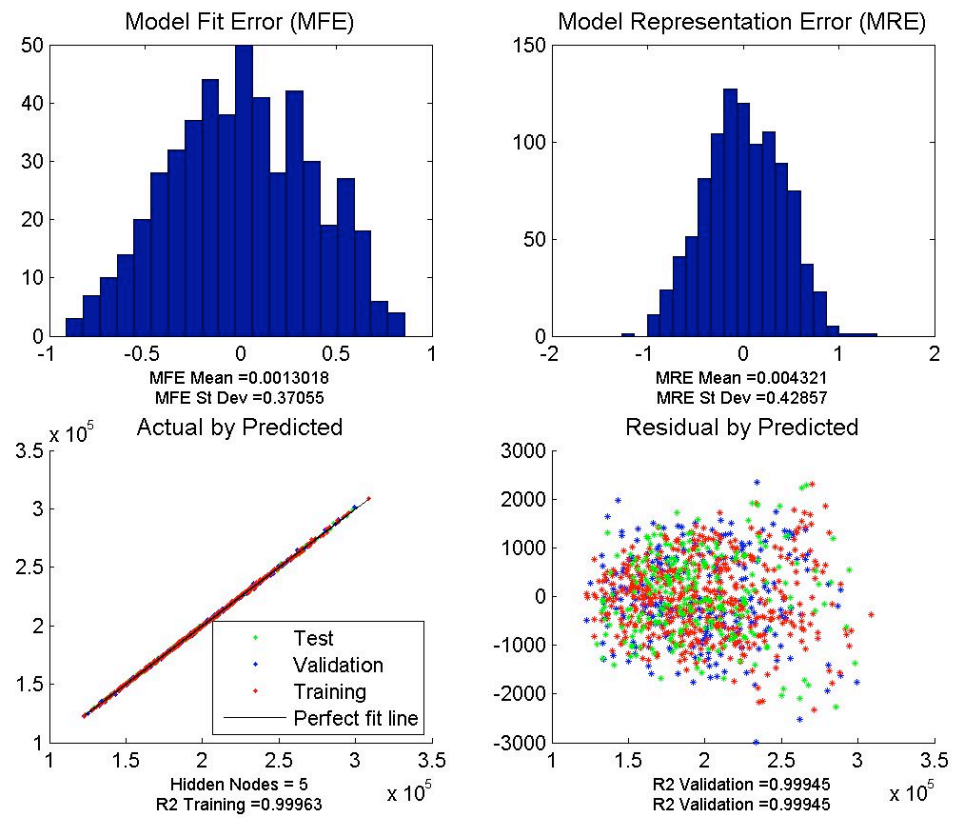 Model Fit Error (MFE)
50
40
30
20
10
0
-1
-0.5
0
0.5
1
MFE Mean =0.0013018
MFE St Dev =0.37055
Model Representation Error (MRE)
150
100
50
0
-2
-1
0
1
2
MRE Mean =0.004321
MRE St Dev =0.42857
x 10^5
Actual by Predicted
3.5
3
2.5
2
1.5
1
Test
Validation
Training
Perfect fit line
1
1.5
2
2.5
3
3.5
x 10^5
Hidden Nodes = 5
R2 Training =0.99963
Residual by Predicted
3000
2000
1000
0
-1000
-2000
-3000
1
1.5
2
2.5
3
3.5
x 10^5
R2 Validation =0.99945
R2 Validation =0.99945